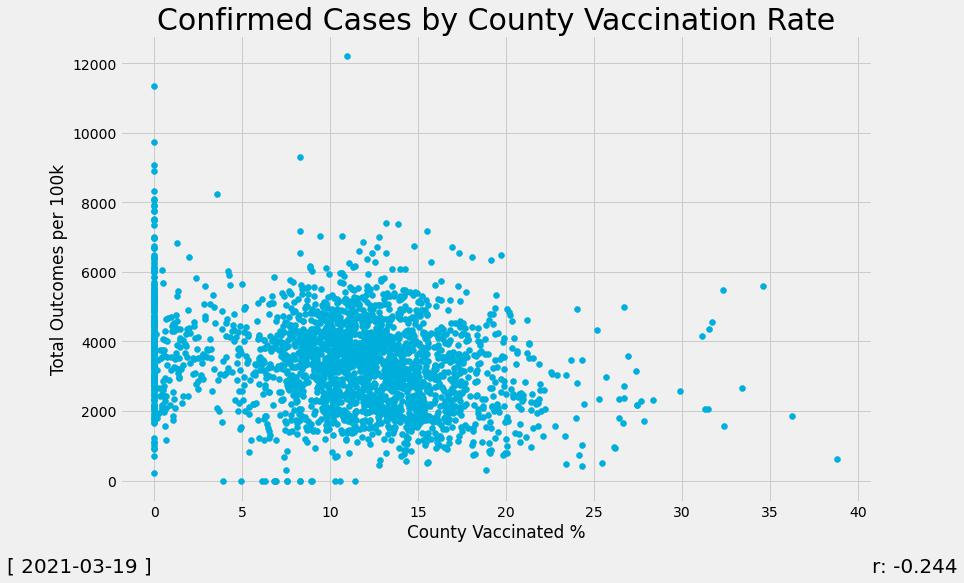 Confirmed Cases by County Vaccination Rate
Total Outcomes per 100k
12000
10000
8000
6000
4000
2000
0
0 5 10 15 20 25 30 35 40
County Vaccinated %
[ 2021-03-19 ]
r: -0.244